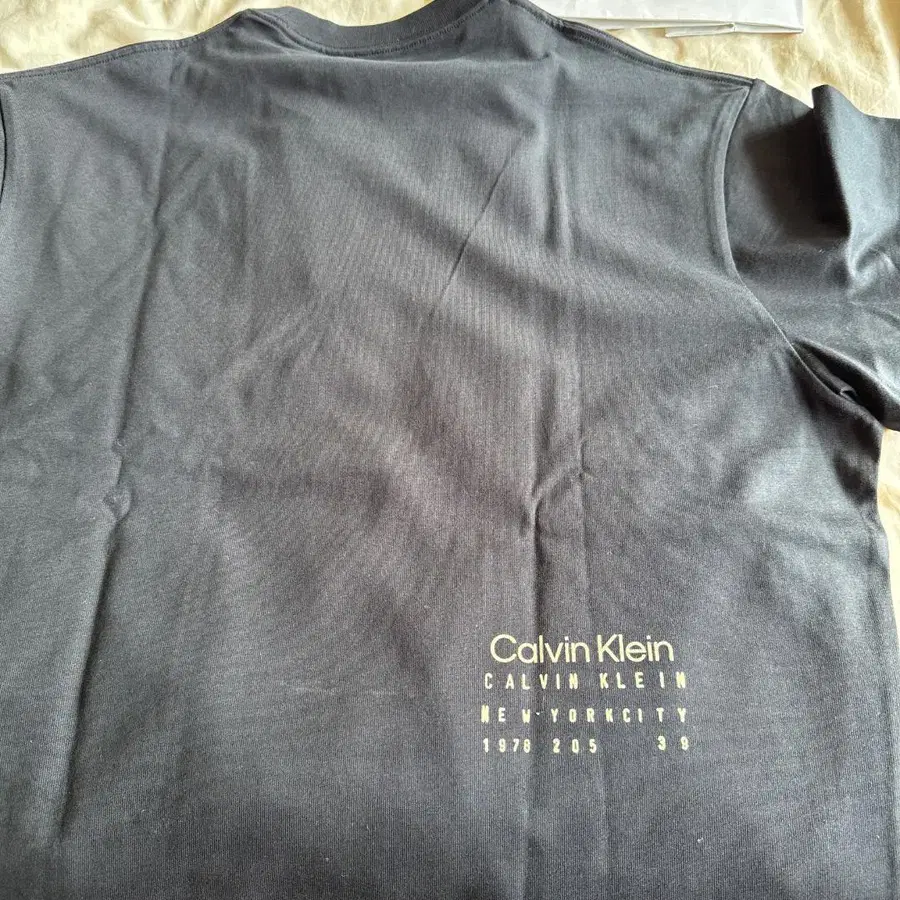 Calvin Klein
CALVIN KLEIN
NEW YORKCITY
1978 205 39